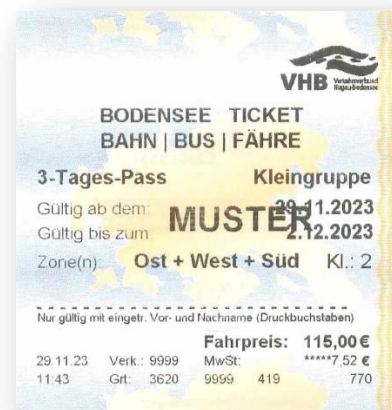 VHB Verkehrsverbund
Hegau-Bodensee
BODENSEE TICKET
BAHN | BUS | FÄHRE
3-Tages-Pass Kleingruppe
Gültig ab dem: 29.11.2023
MUSTER
Gültig bis zum 2.12.2023
Zone(n): Ost + West + Süd Kl.: 2
Nur gültig mit eingetr. Vor- und Nachname (Druckbuchstaben)
Fahrpreis: 115,00 €
29.11.23 Verk.: 9999 MwSt: *****7,52 €
11:43 Grt: 3620 9999 419 770